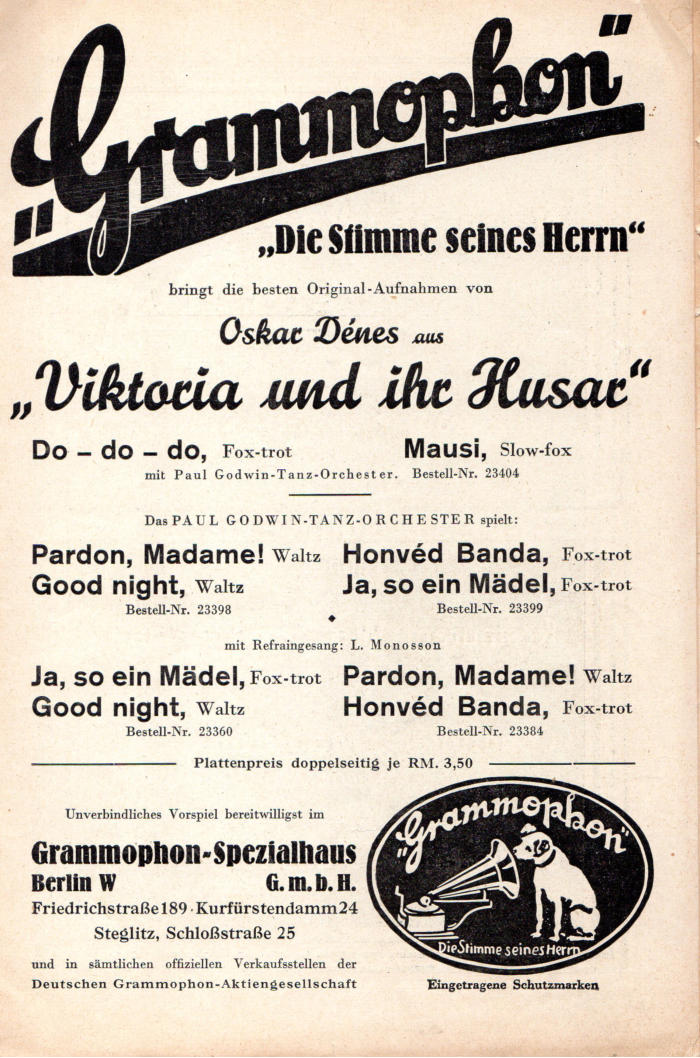 „Grammophon“
„Die Stimme seines Herrn“
bringt die besten Original-Aufnahmen von
Oskar Dénes aus
„Viktoria und ihr Husar“
Do – do – do, Fox-trot Mausi, Slow-fox
mit Paul Godwin-Tanz-Orchester. Bestell-Nr. 23404
Das PAUL GODWIN-TANZ-ORCHESTER spielt:
Pardon, Madame! Waltz Honvéd Banda, Fox-trot
Good night, Waltz Ja, so ein Mädel, Fox-trot
Bestell-Nr. 23398 Bestell-Nr. 23399
mit Refraingesang: L. Monosson
Ja, so ein Mädel, Fox-trot Pardon, Madame! Waltz
Good night, Waltz Honvéd Banda, Fox-trot
Bestell-Nr. 23360 Bestell-Nr. 23384
Plattenpreis doppelseitig je RM. 3,50
Unverbindliches Vorspiel bereitwilligst im
Grammophon-Spezialhaus
Berlin W G. m. b. H.
Friedrichstraße 189 · Kurfürstendamm 24
Steglitz, Schloßstraße 25
und in sämtlichen offiziellen Verkaufsstellen der
Deutschen Grammophon-Aktiengesellschaft
„Grammophon“
Die Stimme seines Herrn
Eingetragene Schutzmarken